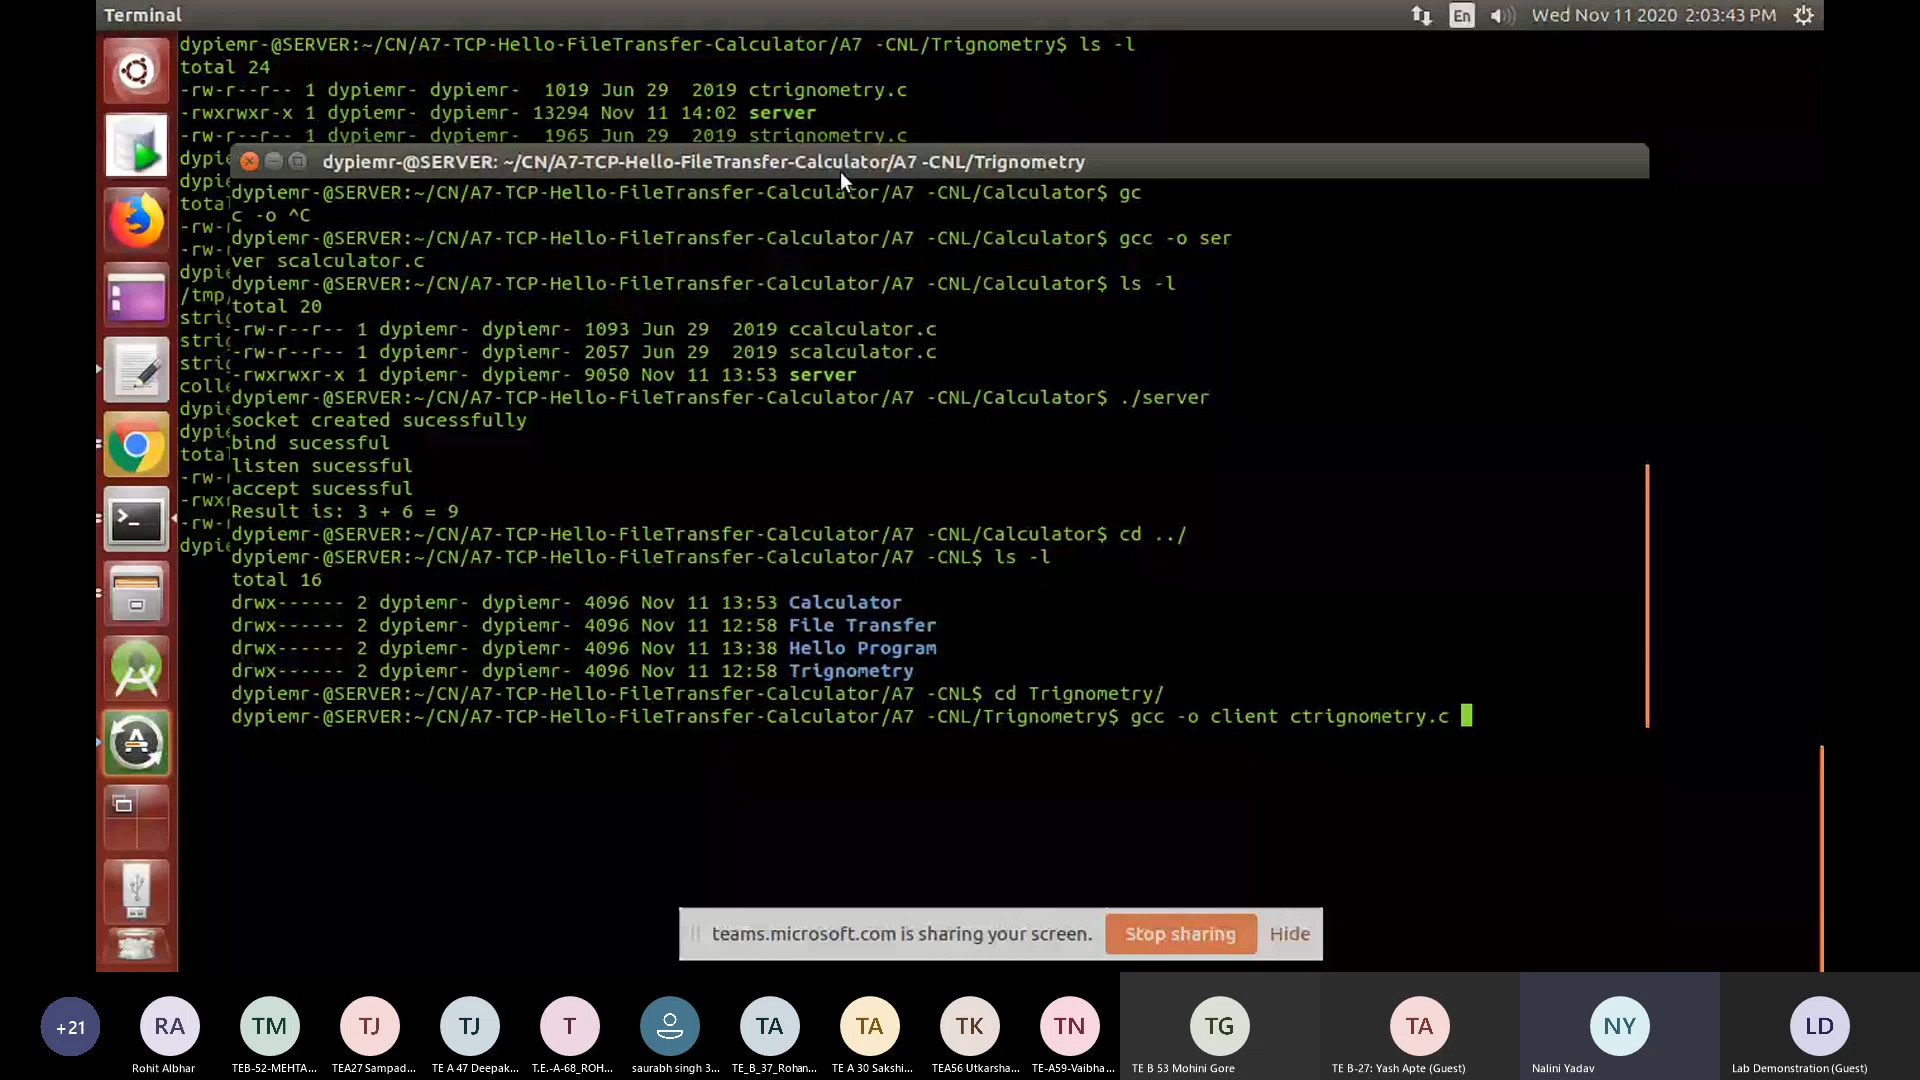 Terminal
En
Wed Nov 11 2020 2:03:43 PM
dypiemr-@SERVER:~/CN/A7-TCP-Hello-FileTransfer-Calculator/A7 -CNL/Trignometry$ ls -l
total 24
-rw-r--r-- 1 dypiemr- dypiemr-  1019 Jun 29  2019 ctrignometry.c
-rwxrwxr-x 1 dypiemr- dypiemr- 13294 Nov 11 14:02 server
-rw-r--r-- 1 dypiemr- dypiemr-  1965 Jun 29  2019 strignometry.c
dypiemr-@SERVER: ~/CN/A7-TCP-Hello-FileTransfer-Calculator/A7 -CNL/Trignometry
dypiemr-@SERVER:~/CN/A7-TCP-Hello-FileTransfer-Calculator/A7 -CNL/Calculator$ gc
c -o ^C
dypiemr-@SERVER:~/CN/A7-TCP-Hello-FileTransfer-Calculator/A7 -CNL/Calculator$ gcc -o ser
ver scalculator.c
dypiemr-@SERVER:~/CN/A7-TCP-Hello-FileTransfer-Calculator/A7 -CNL/Calculator$ ls -l
total 20
-rw-r--r-- 1 dypiemr- dypiemr- 1093 Jun 29  2019 ccalculator.c
-rw-r--r-- 1 dypiemr- dypiemr- 2057 Jun 29  2019 scalculator.c
-rwxrwxr-x 1 dypiemr- dypiemr- 9050 Nov 11 13:53 server
dypiemr-@SERVER:~/CN/A7-TCP-Hello-FileTransfer-Calculator/A7 -CNL/Calculator$ ./server
socket created sucessfully
bind sucessful
listen sucessful
accept sucessful
Result is: 3 + 6 = 9
dypiemr-@SERVER:~/CN/A7-TCP-Hello-FileTransfer-Calculator/A7 -CNL/Calculator$ cd ../
dypiemr-@SERVER:~/CN/A7-TCP-Hello-FileTransfer-Calculator/A7 -CNL$ ls -l
total 16
drwx------ 2 dypiemr- dypiemr- 4096 Nov 11 13:53 Calculator
drwx------ 2 dypiemr- dypiemr- 4096 Nov 11 12:58 File Transfer
drwx------ 2 dypiemr- dypiemr- 4096 Nov 11 13:38 Hello Program
drwx------ 2 dypiemr- dypiemr- 4096 Nov 11 12:58 Trignometry
dypiemr-@SERVER:~/CN/A7-TCP-Hello-FileTransfer-Calculator/A7 -CNL$ cd Trignometry/
dypiemr-@SERVER:~/CN/A7-TCP-Hello-FileTransfer-Calculator/A7 -CNL/Trignometry$ gcc -o client ctrignometry.c
teams.microsoft.com is sharing your screen.
Stop sharing
Hide
+21
RA
TM
TJ
TJ
T
TA
TA
TK
TN
TG
TA
NY
LD
Rohit Albhar
TEB-52-MEHTA...
TEA27 Sampad...
TE A 47 Deepak...
T.E.-A-68_ROH...
saurabh singh 3...
TE_B_37_Rohan...
TE A 30 Sakshi...
TEA56 Utkarsha...
TE-A59-Vaibha...
TE B 53 Mohini Gore
TE B-27: Yash Apte (Guest)
Nalini Yadav
Lab Demonstration (Guest)